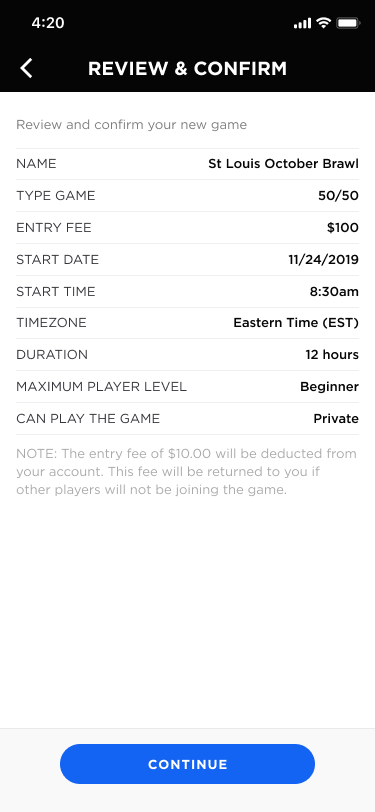 4:20
REVIEW & CONFIRM
Review and confirm your new game
NAME St Louis October Brawl
TYPE GAME 50/50
ENTRY FEE $100
START DATE 11/24/2019
START TIME 8:30am
TIMEZONE Eastern Time (EST)
DURATION 12 hours
MAXIMUM PLAYER LEVEL Beginner
CAN PLAY THE GAME Private
NOTE: The entry fee of $10.00 will be deducted from
your account. This fee will be returned to you if
other players will not be joining the game.
CONTINUE